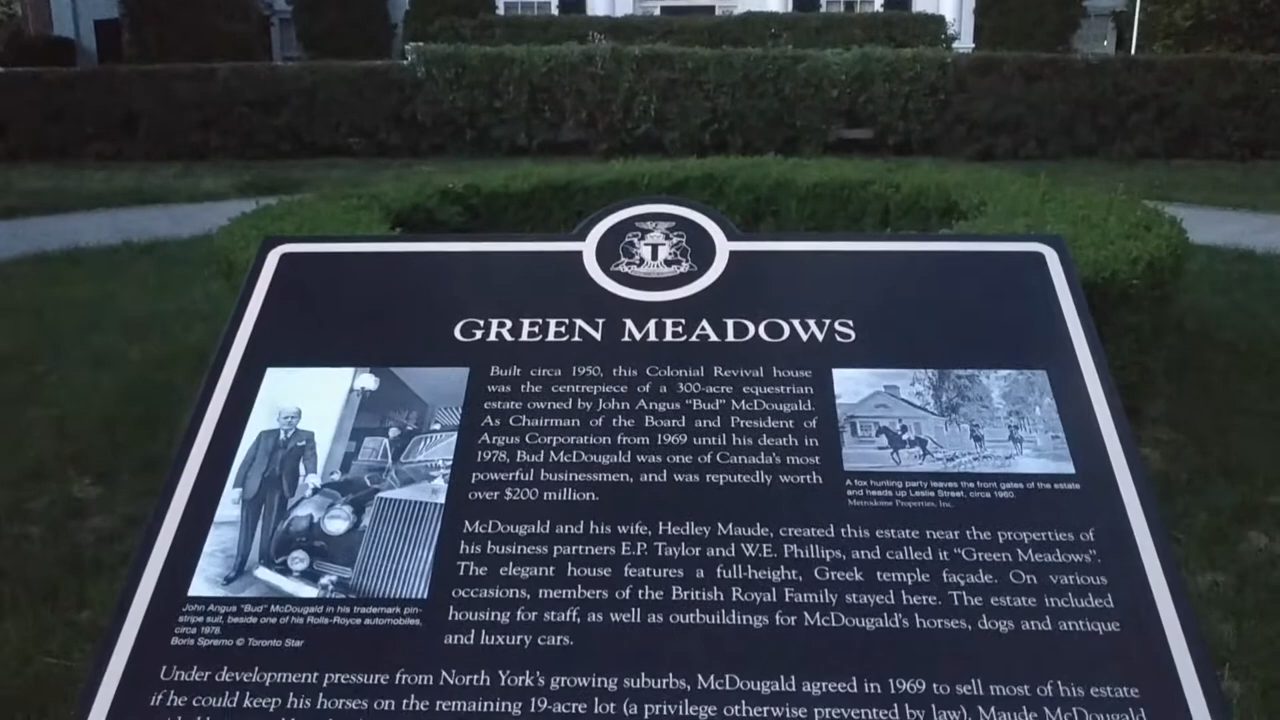 T
GREEN MEADOWS
Built circa 1950, this Colonial Revival house
was the centrepiece of a 300-acre equestrian
estate owned by John Angus “Bud” McDougald.
As Chairman of the Board and President of
Argus Corporation from 1969 until his death in
1978, Bud McDougald was one of Canada’s most
powerful businessmen, and was reputedly worth
over $200 million.
A fox hunting party leaves the front gates of the estate
and heads up Leslie Street, circa 1960.
Metrodome Properties, Inc.
McDougald and his wife, Hedley Maude, created this estate near the properties of
his business partners E.P. Taylor and W.E. Phillips, and called it “Green Meadows”.
The elegant house features a full-height, Greek temple façade. On various
occasions, members of the British Royal Family stayed here. The estate included
housing for staff, as well as outbuildings for McDougald’s horses, dogs and antique
and luxury cars.
John Angus “Bud” McDougald in his trademark pin-
stripe suit, beside one of his Rolls-Royce automobiles,
circa 1978.
Boris Spremo © Toronto Star
Under development pressure from North York’s growing suburbs, McDougald agreed in 1969 to sell most of his estate
if he could keep his horses on the remaining 19-acre lot (a privilege otherwise prevented by law). Maude McDougald